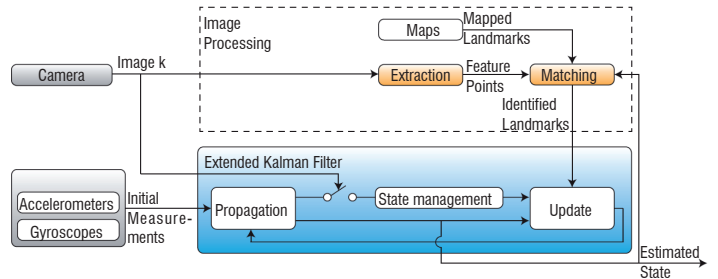 Image
Processing
Maps
Mapped
Landmarks
Image k
Camera
Extraction
Feature
Points
Matching
Identified
Landmarks
Extended Kalman Filter
Accelerometers
Gyroscopes
Initial
Measure-
ments
Propagation
State management
Update
Estimated
State